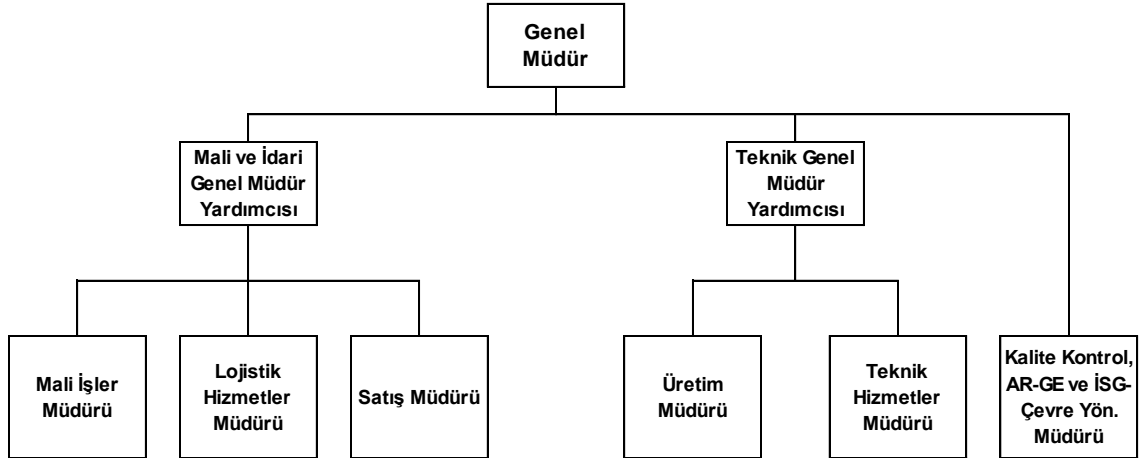 Genel
Müdür
Mali ve İdari
Genel Müdür
Yardımcısı
Teknik Genel
Müdür
Yardımcısı
Mali İşler
Müdürü
Lojistik
Hizmetler
Müdürü
Satış Müdürü
Üretim
Müdürü
Teknik
Hizmetler
Müdürü
Kalite Kontrol,
AR-GE ve İSG-
Çevre Yön.
Müdürü